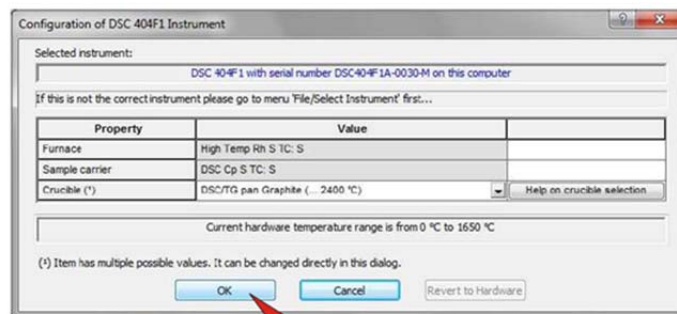 Configuration of DSC 404F1 Instrument
Selected instrument:
DSC 404F1 with serial number DSC404F1A-0030-M on this computer
If this is not the correct instrument please go to menu 'File/Select Instrument' first...
Property Value
Furnace High Temp Rh S TC: S
Sample carrier DSC Cp S TC: S
Crucible (¹) DSC/TG pan Graphite (... 2400 °C) Help on crucible selection
Current hardware temperature range is from 0 °C to 1650 °C
(¹) Item has multiple possible values. It can be changed directly in this dialog.
OK Cancel Revert to Hardware